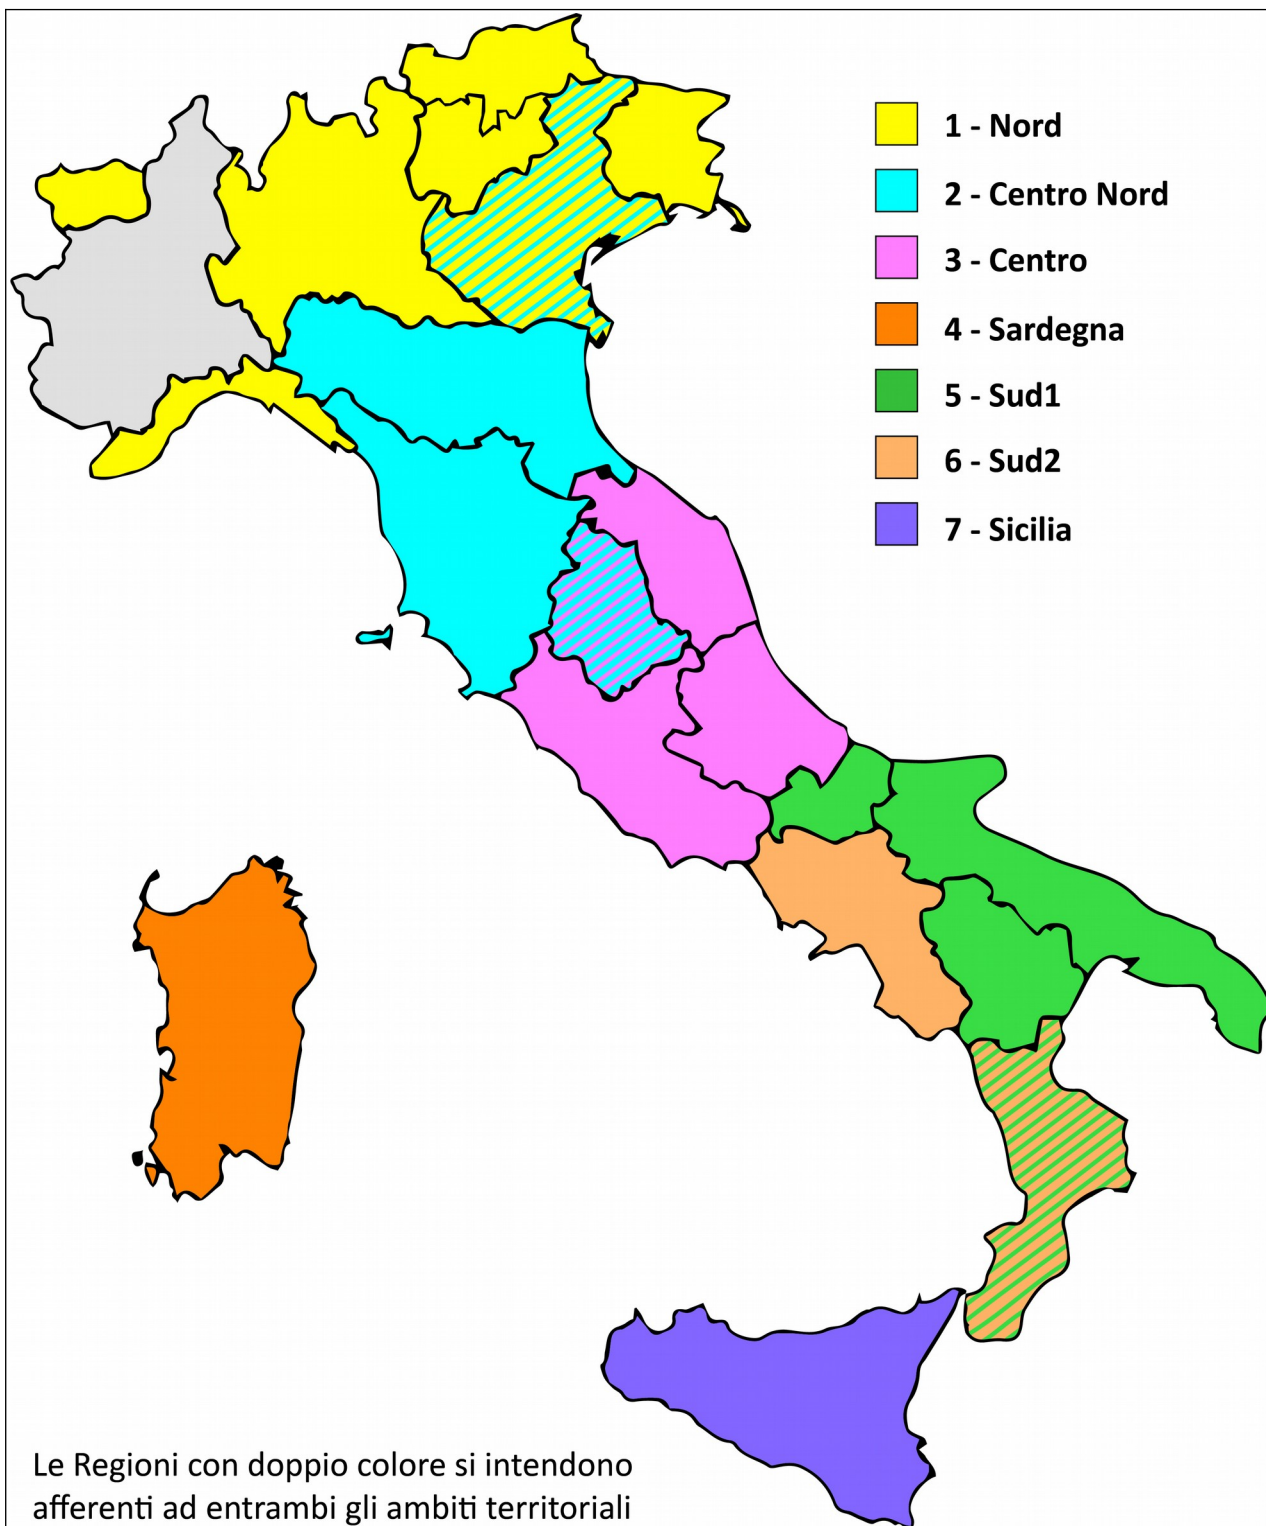 1 - Nord
2 - Centro Nord
3 - Centro
4 - Sardegna
5 - Sud1
6 - Sud2
7 - Sicilia
Le Regioni con doppio colore si intendono
afferenti ad entrambi gli ambiti territoriali